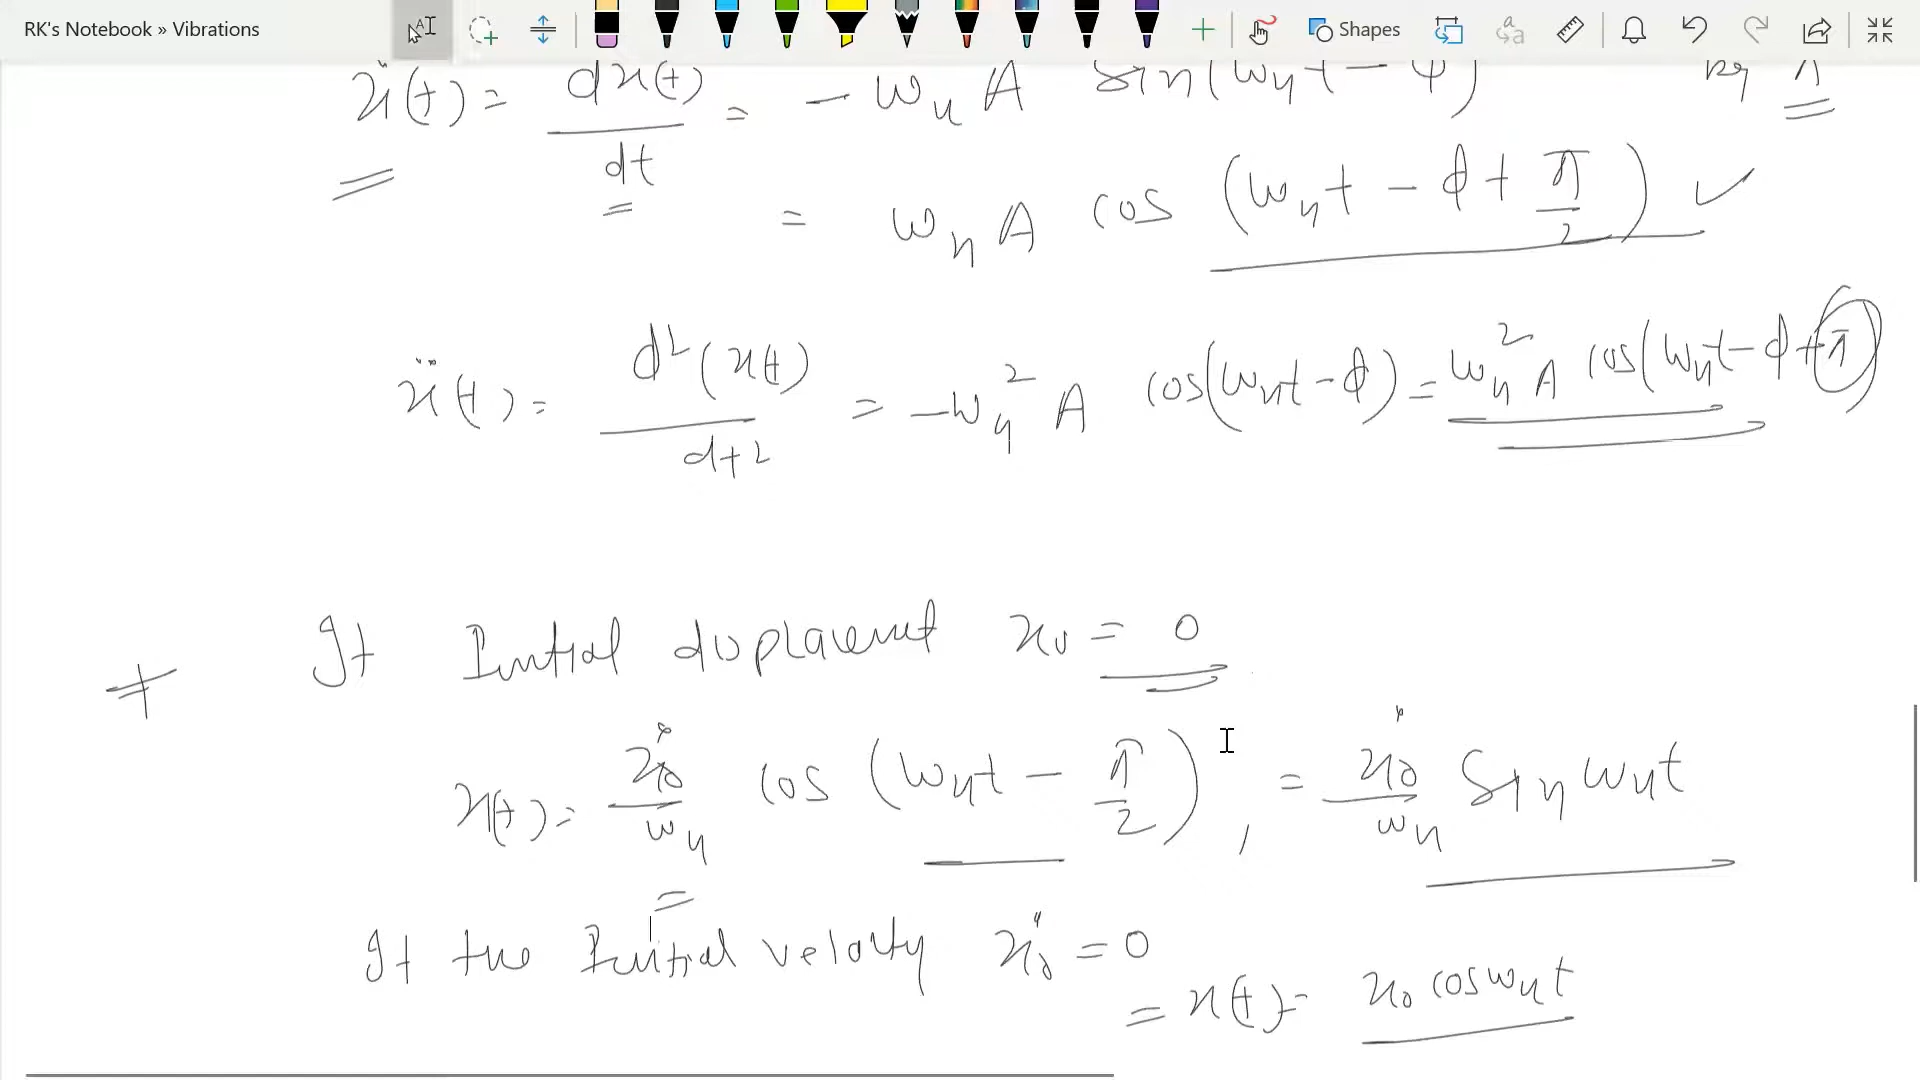 RK's Notebook » Vibrations
Shapes
ẋ(t) = dx(t)/dt = - ωn A sin(ωnt - φ) by π
= ωn A cos (ωnt - φ + π/2) ✓
ẍ(t) = d²(x(t)/dt2 = -ωn² A cos(ωnt - φ) = ωn² A cos(ωnt - φ + π)
If Initial displacement x0 = 0
x(t) = ẋ0/ωn cos (ωnt - π/2), = ẋ0/ωn Sin ωnt
If the Initial velocity ẋ0 = 0
= x(t) = x0 cos ωnt